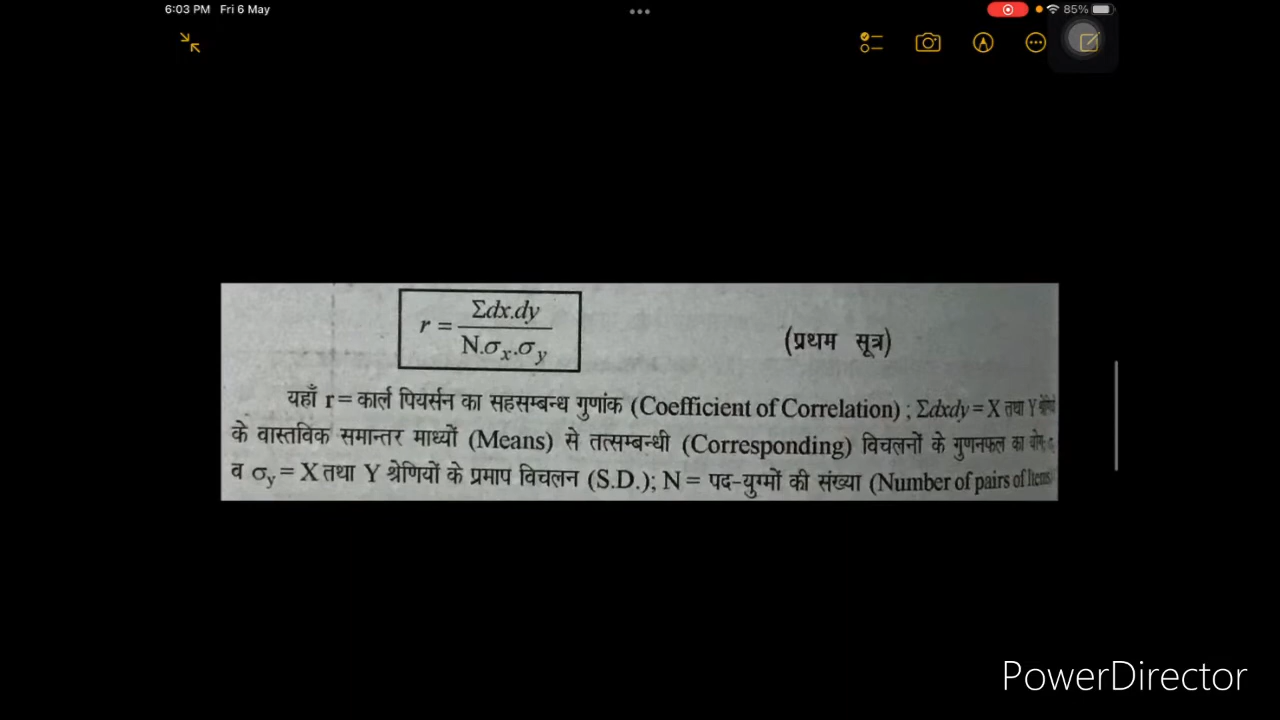 6:03 PM Fri 6 May
85%
r = Σdx.dy / N.σx.σy
(प्रथम सूत्र)
यहाँ r = कार्ल पियर्सन का सहसम्बन्ध गुणांक (Coefficient of Correlation) ; Σdxdy = X तथा Y
के वास्तविक समान्तर माध्यों (Means) से तत्सम्बन्धी (Corresponding) विचलनों के गुणनफल का
व σy = X तथा Y श्रेणियों के प्रमाप विचलन (S.D.); N = पद-युग्मों की संख्या (Number of pairs of Items
PowerDirector